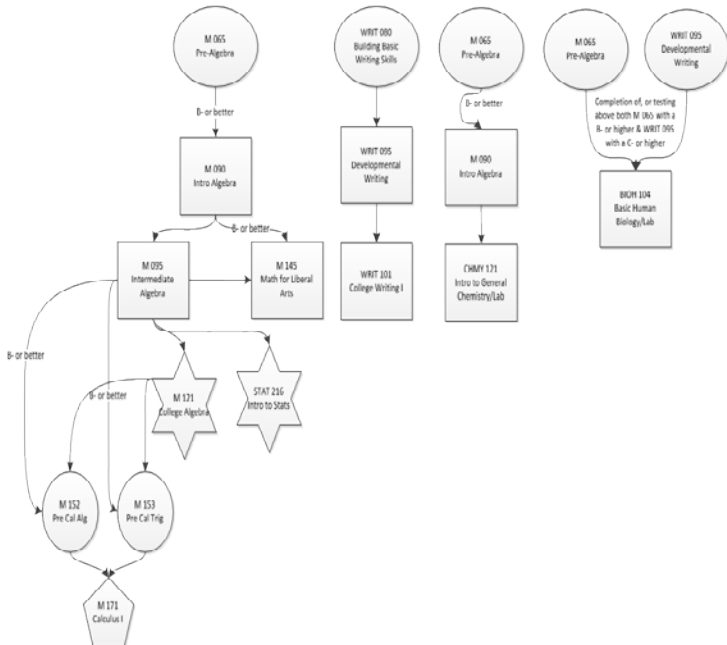 M 065
Pre-Algebra
WRIT 080
Building Basic
Writing Skills
M 065
Pre-Algebra
M 065
Pre-Algebra
WRIT 095
Developmental
Writing
B- or better
B- or better
Completion of, or testing
above both M 065 with a
B- or higher & WRIT 095
with a C- or higher
M 090
Intro Algebra
WRIT 095
Developmental
Writing
M 090
Intro Algebra
BIOH 104
Basic Human
Biology/Lab
B- or better
M 095
Intermediate
Algebra
M 145
Math for Liberal
Arts
WRIT 101
College Writing I
CHMY 121
Intro to General
Chemistry/Lab
B- or better
B- or better
M 121
College Algebra
STAT 216
Intro to Stats
M 152
Pre Cal Alg
M 153
Pre Cal Trig
M 171
Calculus I